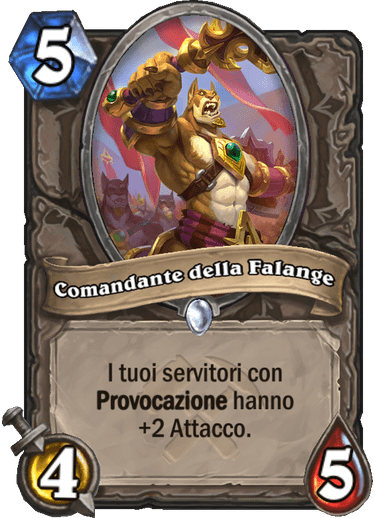 5
Comandante della Falange
I tuoi servitori con
Provocazione hanno
+2 Attacco.
4
5